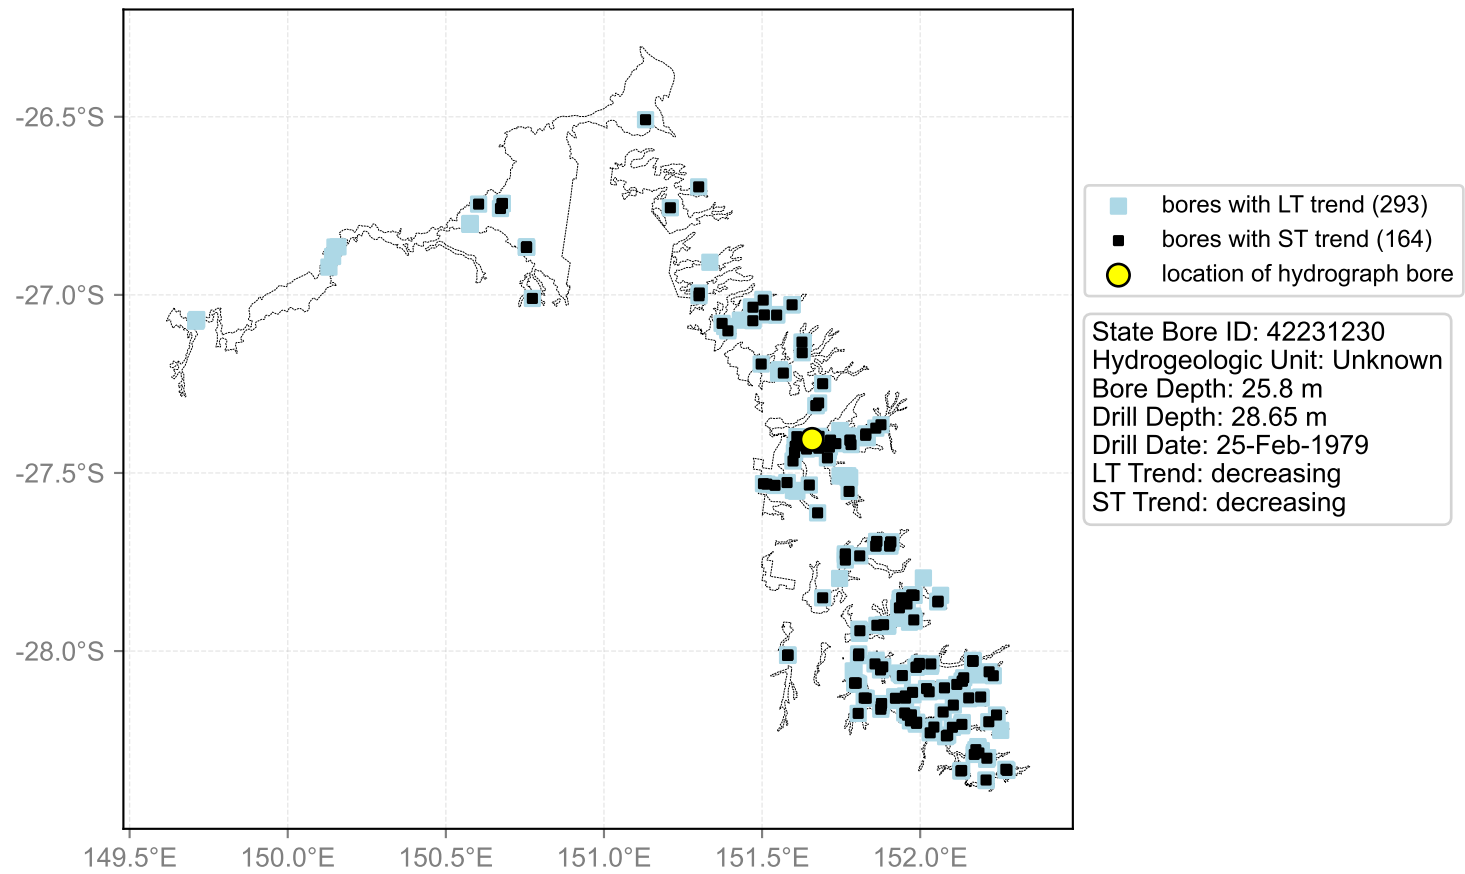 -26.5°S
-27.0°S
-27.5°S
-28.0°S
149.5°E
150.0°E
150.5°E
151.0°E
151.5°E
152.0°E
bores with LT trend (293)
bores with ST trend (164)
location of hydrograph bore
State Bore ID: 42231230
Hydrogeologic Unit: Unknown
Bore Depth: 25.8 m
Drill Depth: 28.65 m
Drill Date: 25-Feb-1979
LT Trend: decreasing
ST Trend: decreasing